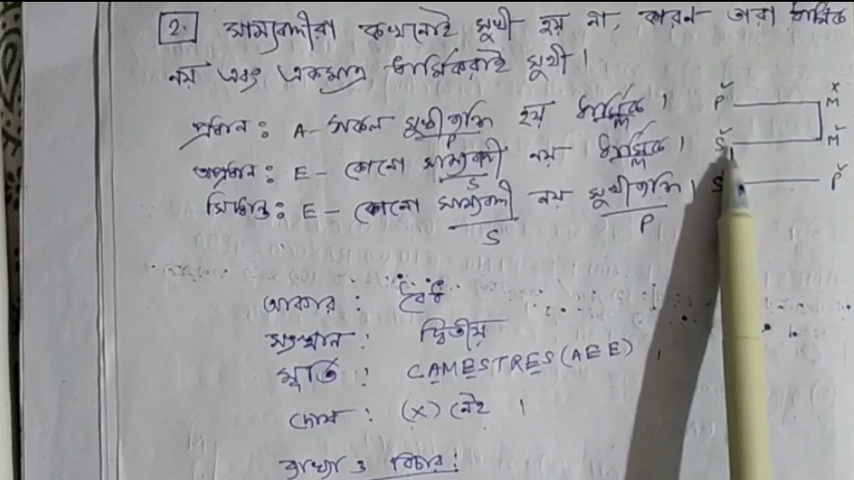 2. সাম্যবাদীরা কখনোই সুখী হয় না, কারন তারা ধার্মিক
নয় এবং একমাত্র ধার্মিকরাই সুখী।
প্রধান: A - সকল সুখীব্যক্তি হয় ধার্মিক। P M
P M
অপ্রধান: E - কোনো সাম্যবাদী নয় ধার্মিক। S M
S M
সিদ্ধান্ত: E - কোনো সাম্যবাদী নয় সুখীব্যক্তি। S P
S P
আকার: বৈধ
সংস্থান: দ্বিতীয়
মূর্তি: CAMESTRES (AEE)।
দোষ: (x) নেই।
ব্যাখ্যা ও বিচার: